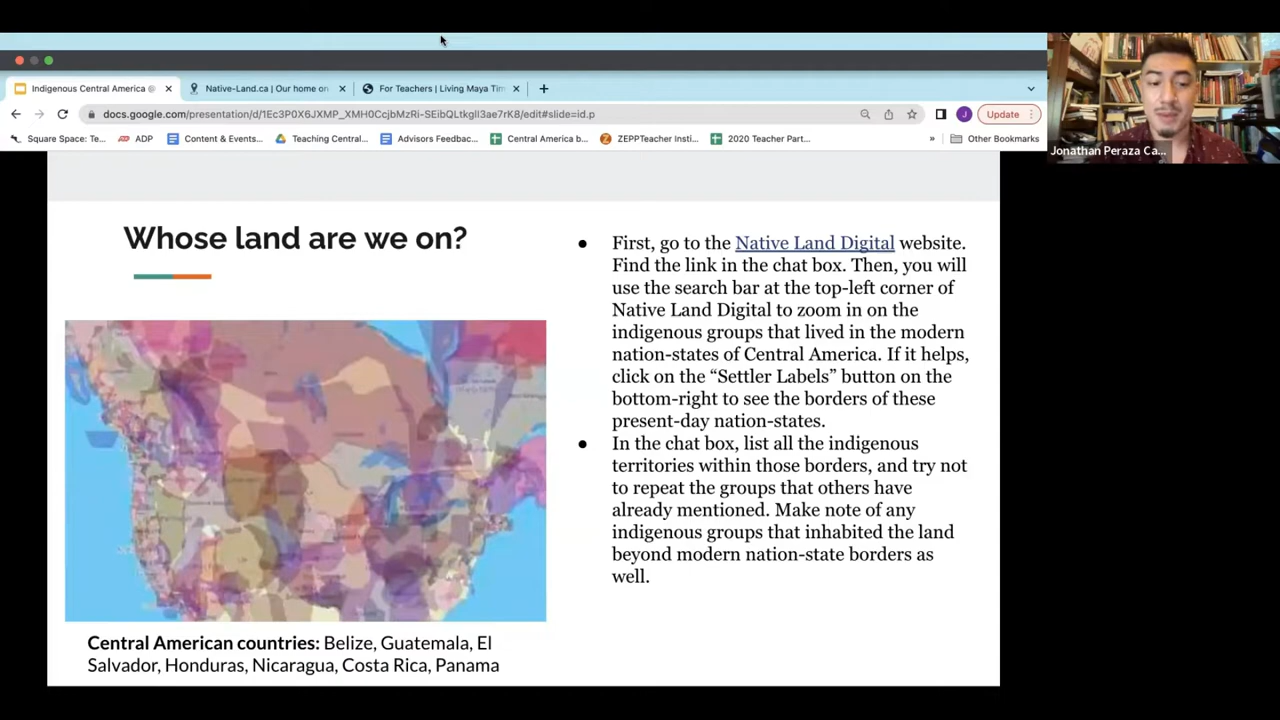 Indigenous Central America @
Native-Land.ca | Our home on
For Teachers | Living Maya Tim
docs.google.com/presentation/d/1Ec3P0X6JXMP_XMH0CcjbMzRi-SEibQLtkglI3ae7rK8/edit#slide=id.p
J
Update
Square Space: Te...
ADP
Content & Events...
Teaching Central...
Advisors Feedbac...
Central America b...
ZEPPTeacher Insti...
2020 Teacher Part...
»
Other Bookmarks
Jonathan Peraza Ca...
Whose land are we on?
Central American countries: Belize, Guatemala, El
Salvador, Honduras, Nicaragua, Costa Rica, Panama
● First, go to the Native Land Digital website.
Find the link in the chat box. Then, you will
use the search bar at the top-left corner of
Native Land Digital to zoom in on the
indigenous groups that lived in the modern
nation-states of Central America. If it helps,
click on the “Settler Labels” button on the
bottom-right to see the borders of these
present-day nation-states.
● In the chat box, list all the indigenous
territories within those borders, and try not
to repeat the groups that others have
already mentioned. Make note of any
indigenous groups that inhabited the land
beyond modern nation-state borders as
well.